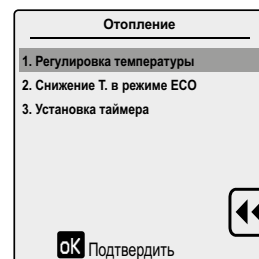 Отопление
1. Регулировка температуры
2. Снижение Т. в режиме ECO
3. Установка таймера
oK Подтвердить